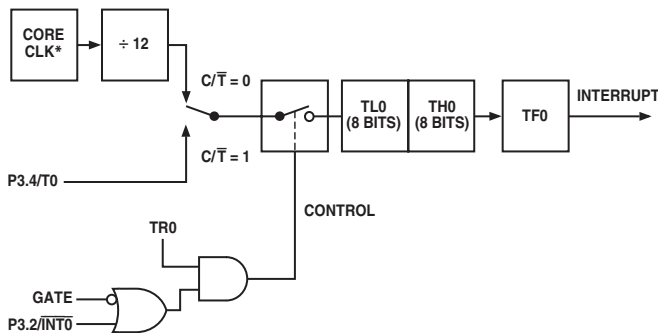 CORE
CLK*
÷ 12
C/T̅ = 0
TL0
(8 BITS)
TH0
(8 BITS)
TF0
INTERRUPT
C/T̅ = 1
P3.4/T0
CONTROL
TR0
GATE
P3.2/I̅N̅T̅0̅